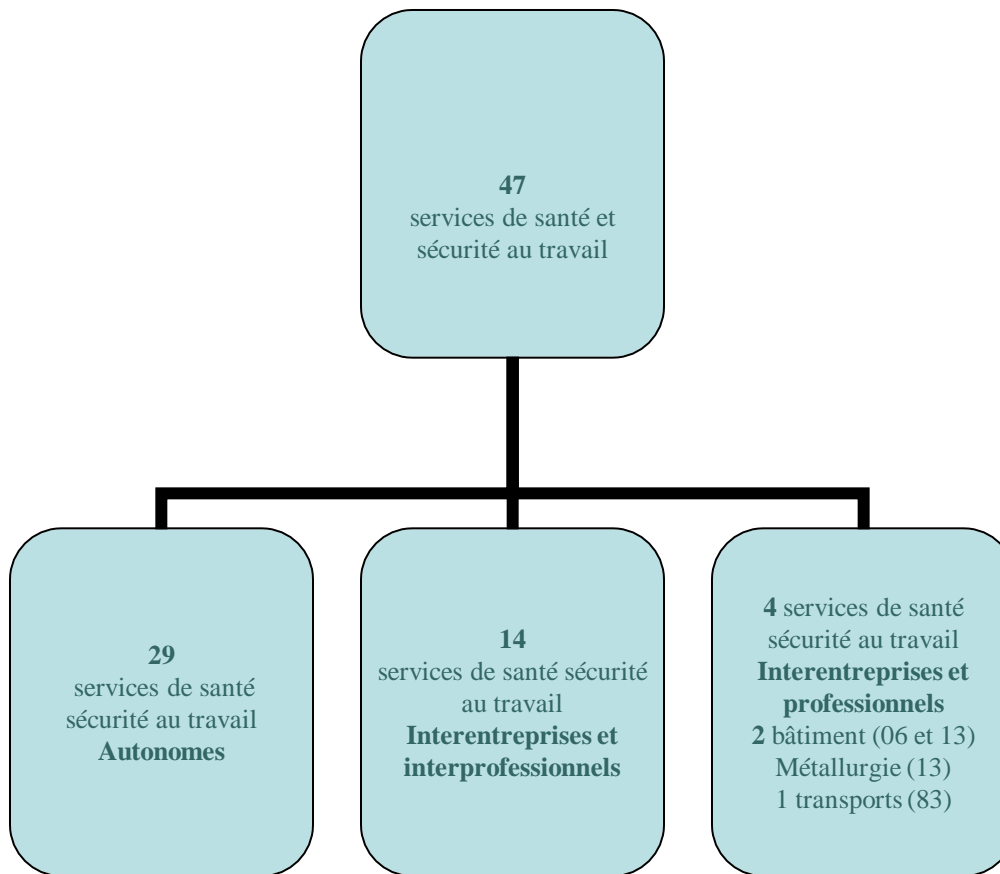 47
services de santé et
sécurité au travail
29
services de santé
sécurité au travail
Autonomes
14
services de santé sécurité
au travail
Interentreprises et
interprofessionnels
4 services de santé
sécurité au travail
Interentreprises et
professionnels
2 bâtiment (06 et 13)
Métallurgie (13)
1 transports (83)